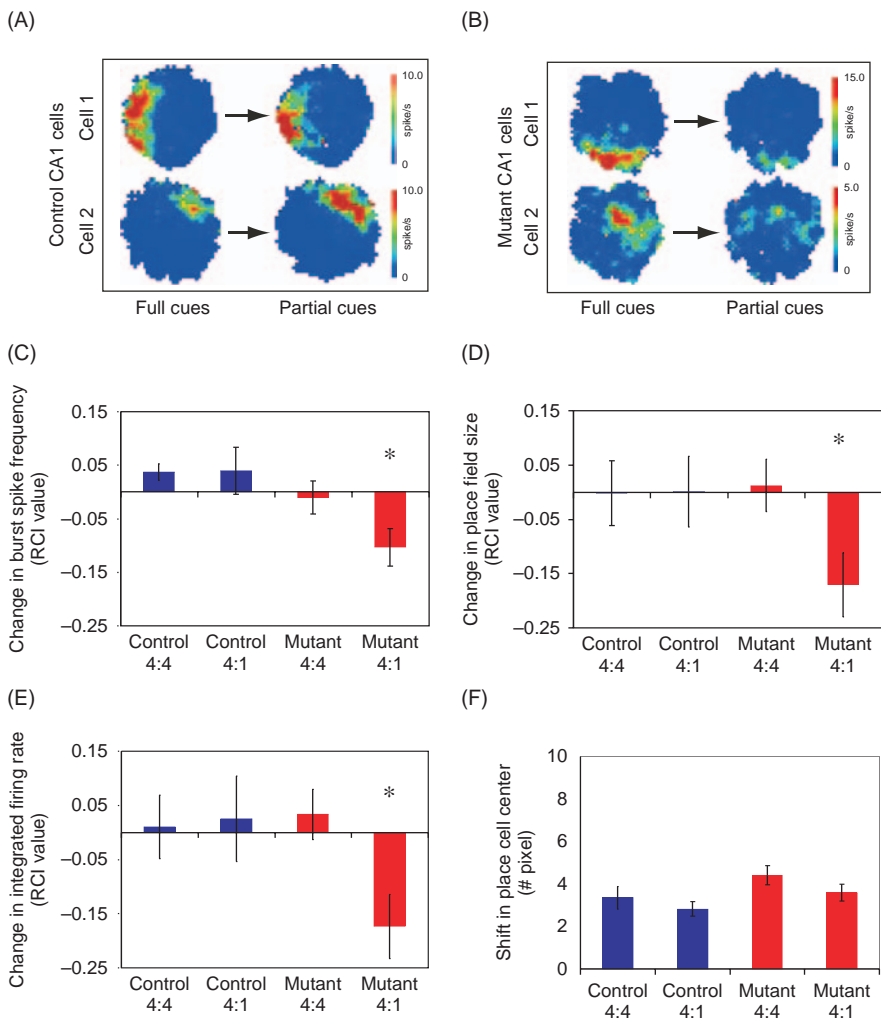 (A)
Control CA1 cells
Cell 1
Cell 2
10.0
spike/s
0
10.0
spike/s
0
Full cues
Partial cues
(B)
Mutant CA1 cells
Cell 1
Cell 2
15.0
spike/s
0
5.0
spike/s
0
Full cues
Partial cues
(C)
Change in burst spike frequency
(RCI value)
0.15
0.05
–0.05
–0.15
–0.25
*
Control
4:4
Control
4:1
Mutant
4:4
Mutant
4:1
(D)
Change in place field size
(RCI value)
0.15
0.05
–0.05
–0.15
–0.25
*
Control
4:4
Control
4:1
Mutant
4:4
Mutant
4:1
(E)
Change in integrated firing rate
(RCI value)
0.15
0.05
–0.05
–0.15
–0.25
*
Control
4:4
Control
4:1
Mutant
4:4
Mutant
4:1
(F)
Shift in place cell center
(# pixel)
10
8
6
4
2
0
Control
4:4
Control
4:1
Mutant
4:4
Mutant
4:1